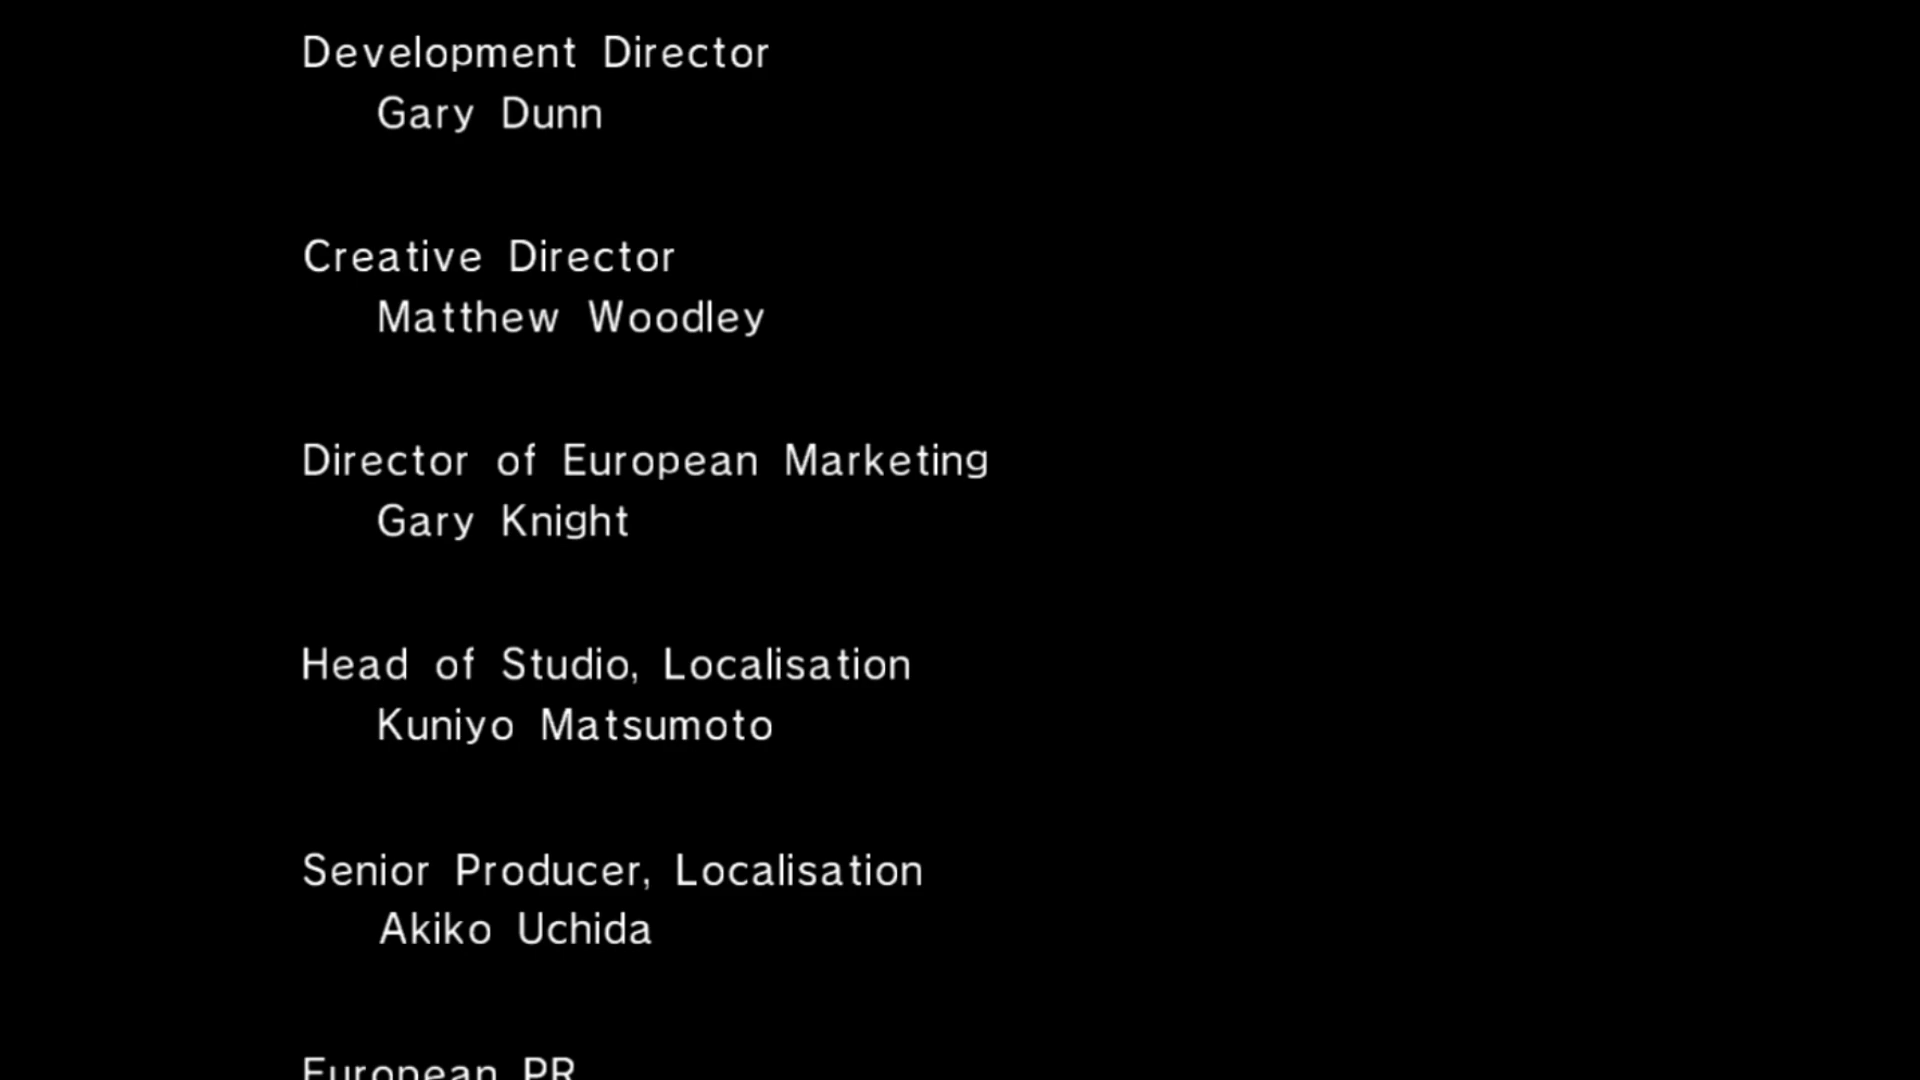 Development Director
Gary Dunn
Creative Director
Matthew Woodley
Director of European Marketing
Gary Knight
Head of Studio, Localisation
Kuniyo Matsumoto
Senior Producer, Localisation
Akiko Uchida
European PR